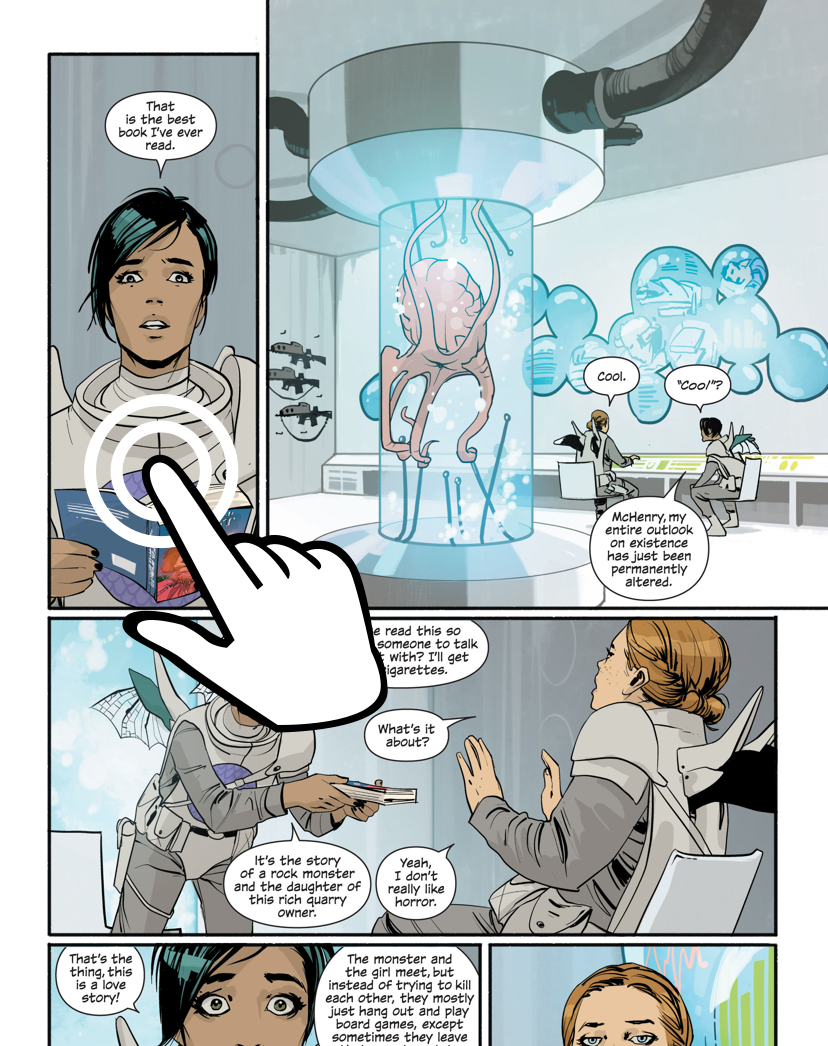 That
is the best
book I've ever
read.
Cool.
"Cool"?
McHenry, my
entire outlook
on existence
has just been
permanently
altered.
read this so
someone to talk
with? I'll get
cigarettes.
What's it
about?
It's the story
of a rock monster
and the daughter of
this rich quarry
owner.
Yeah,
I don't
really like
horror.
That's the
thing, this
is a love
story!
The monster and
the girl meet, but
instead of trying to kill
each other, they mostly
just hang out and play
board games, except
sometimes they leave